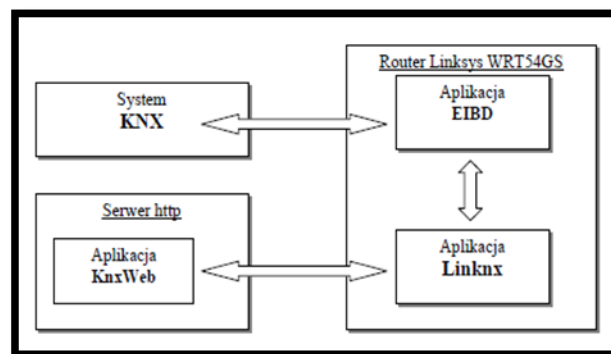 System
KNX
Router Linksys WRT54GS
Aplikacja
EIBD
Serwer http
Aplikacja
KnxWeb
Aplikacja
Linknx